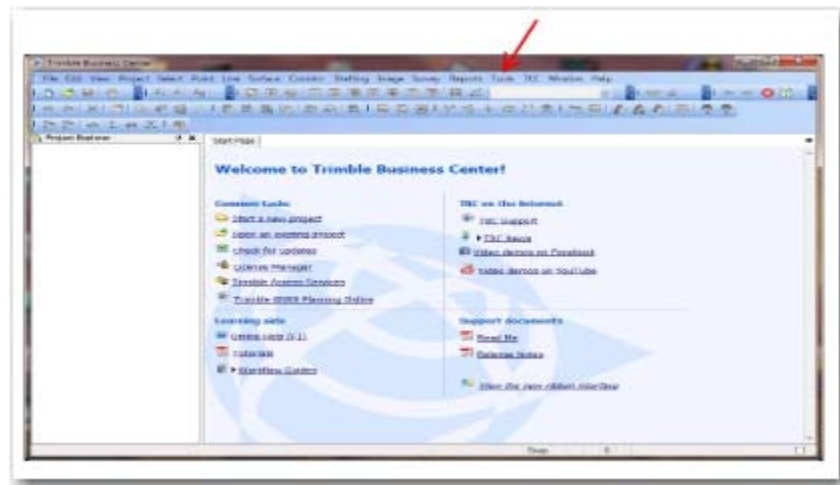 Trimble Business Center
File Edit View Project Select Point Line Surface Corridor Drafting Image Survey Reports Tools TCC Window Help
Project Explorer
Start Page
Welcome to Trimble Business Center!
Common tasks
Start a new project
Open an existing project
Check for updates
License Manager
Trimble Access Services
Trimble GNSS Planning Online
Learning aids
Using Help (F1)
Tutorials
Workflow Guides
TBC on the Internet
TBC Support
TBC News
Video demos on Facebook
Video demos on YouTube
Support documents
Read Me
Release Notes
View the new ribbon interface
Snap